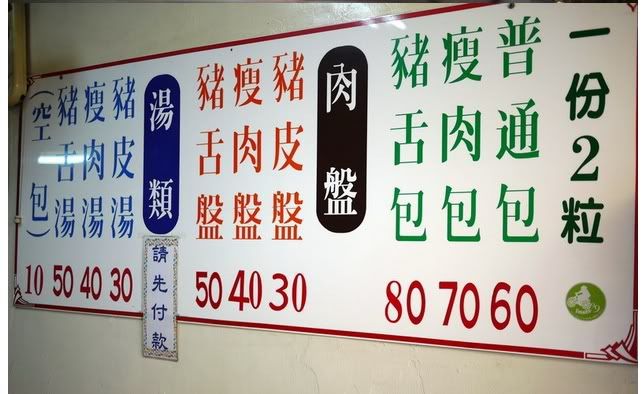 一份2粒
普通包 60
瘦肉包 70
豬舌包 80
肉盤
豬皮盤 30
瘦肉盤 40
豬舌盤 50
湯類
請先付款
豬皮湯 30
瘦肉湯 40
豬舌湯 50
(空包) 10